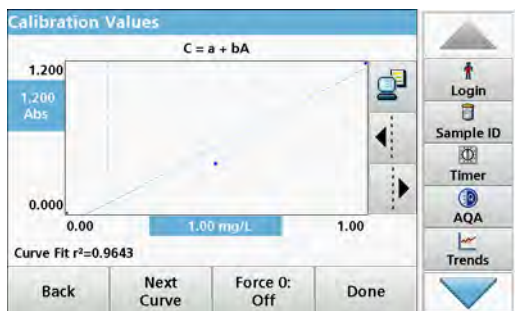 Calibration Values
C = a + bA
1.200
1.200
Abs
0.000
0.00
1.00 mg/L
1.00
Curve Fit r²=0.9643
Back
Next
Curve
Force 0:
Off
Done
Login
Sample ID
Timer
AQA
Trends